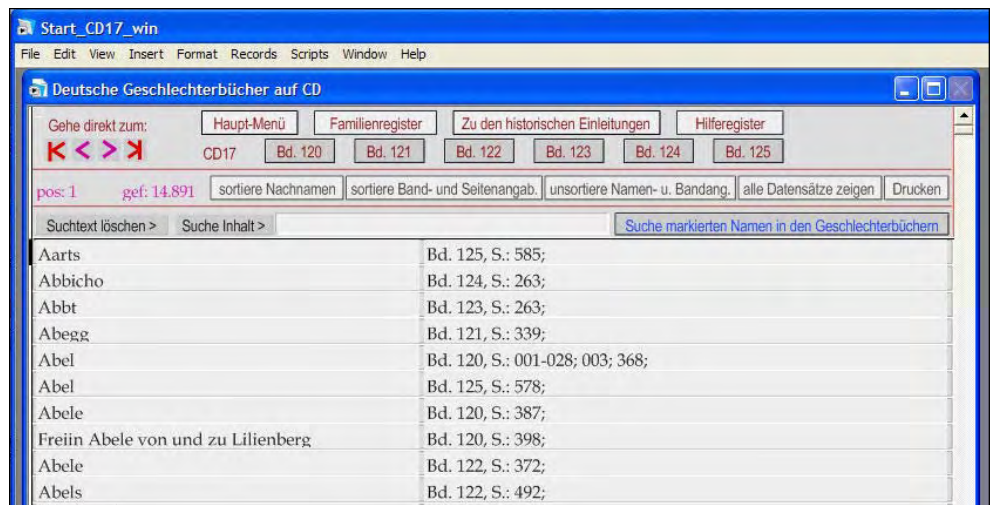 Start_CD17_win
File Edit View Insert Format Records Scripts Window Help
Deutsche Geschlechterbücher auf CD
Gehe direkt zum: Haupt-Menü Familienregister Zu den historischen Einleitungen Hilferegister
CD17 Bd. 120 Bd. 121 Bd. 122 Bd. 123 Bd. 124 Bd. 125
pos: 1 gef: 14.891 sortiere Nachnamen sortiere Band- und Seitenangab. unsortiere Namen- u. Bandang. alle Datensätze zeigen Drucken
Suchtext löschen > Suche Inhalt > Suche markierten Namen in den Geschlechterbüchern
Aarts Bd. 125, S.: 585;
Abbicho Bd. 124, S.: 263;
Abbt Bd. 123, S.: 263;
Abegg Bd. 121, S.: 339;
Abel Bd. 120, S.: 001-028; 003; 368;
Abel Bd. 125, S.: 578;
Abele Bd. 120, S.: 387;
Freiin Abele von und zu Lilienberg Bd. 120, S.: 398;
Abele Bd. 122, S.: 372;
Abels Bd. 122, S.: 492;